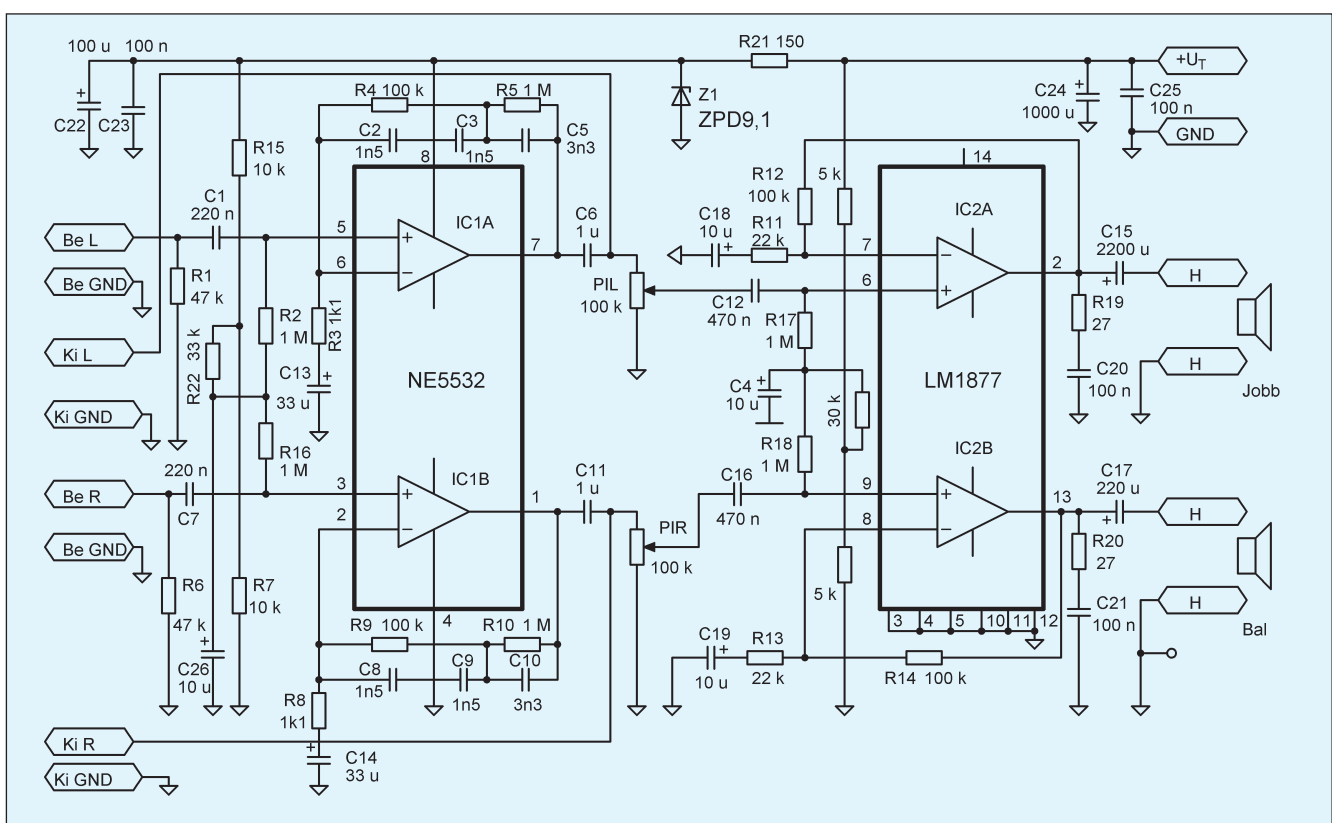 100 u
100 n
R21 150
+U_T
R4 100 k
R5 1 M
Z1
ZPD9,1
C24
1000 u
C25
100 n
C22
C23
C2
1n5
C3
1n5
C5
3n3
GND
R15
10 k
8
14
R12
100 k
5 k
C1
220 n
IC1A
IC2A
C6
1 u
C18
10 u
R11
22 k
C15
2200 u
Be L
5
+
7
7
−
2
H
R1
47 k
6
−
PIL
100 k
6
+
Be GND
R2
1 M
R3 1k1
C12
470 n
R17
1 M
R19
27
Ki L
R22 33 k
C13
33 u
NE5532
C4
10 u
30 k
LM1877
C20
100 n
H
Jobb
Ki GND
R16
1 M
R18
1 M
IC1B
IC2B
220 n
C7
C11
1 u
C16
470 n
C17
220 u
Be R
3
+
1
9
+
13
H
2
−
PIR
100 k
8
−
R20
27
Be GND
R6
47 k
R7
10 k
5 k
4
3
4
5
10
11
12
C21
100 n
H
Bal
R9 100 k
R10 1 M
C19
10 u
R13
22 k
R14 100 k
C26
10 u
C8
1n5
C9
1n5
C10
3n3
R8
1k1
Ki R
C14
33 u
Ki GND